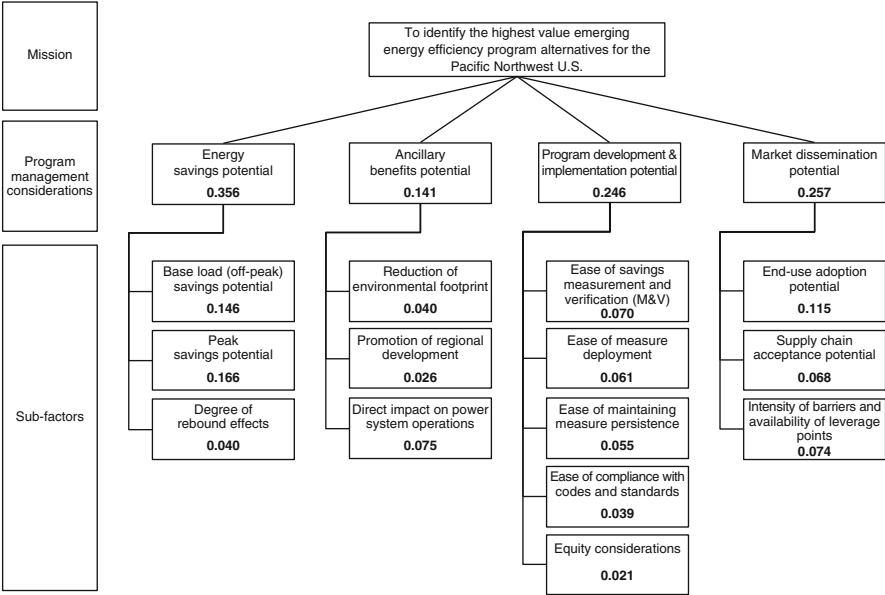 Mission
To identify the highest value emerging
energy efficiency program alternatives for the
Pacific Northwest U.S.
Program
management
considerations
Energy
savings potential
0.356
Ancillary
benefits potential
0.141
Program development &
implementation potential
0.246
Market dissemination
potential
0.257
Sub-factors
Base load (off-peak)
savings potential
0.146
Peak
savings potential
0.166
Degree of
rebound effects
0.040
Reduction of
environmental footprint
0.040
Promotion of regional
development
0.026
Direct impact on power
system operations
0.075
Ease of savings
measurement and
verification (M&V)
0.070
Ease of measure
deployment
0.061
Ease of maintaining
measure persistence
0.055
Ease of compliance with
codes and standards
0.039
Equity considerations
0.021
End-use adoption
potential
0.115
Supply chain
acceptance potential
0.068
Intensity of barriers and
availability of leverage
points
0.074